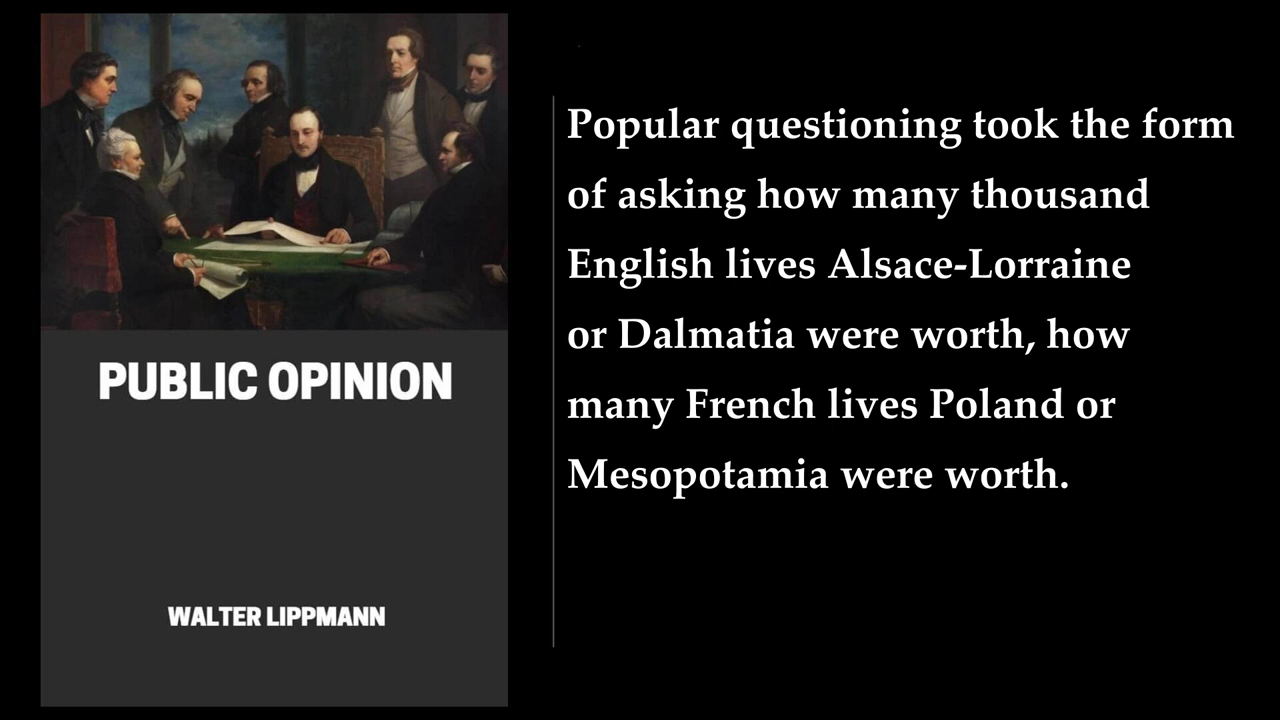 PUBLIC OPINION
WALTER LIPPMANN
Popular questioning took the form
of asking how many thousand
English lives Alsace-Lorraine
or Dalmatia were worth, how
many French lives Poland or
Mesopotamia were worth.